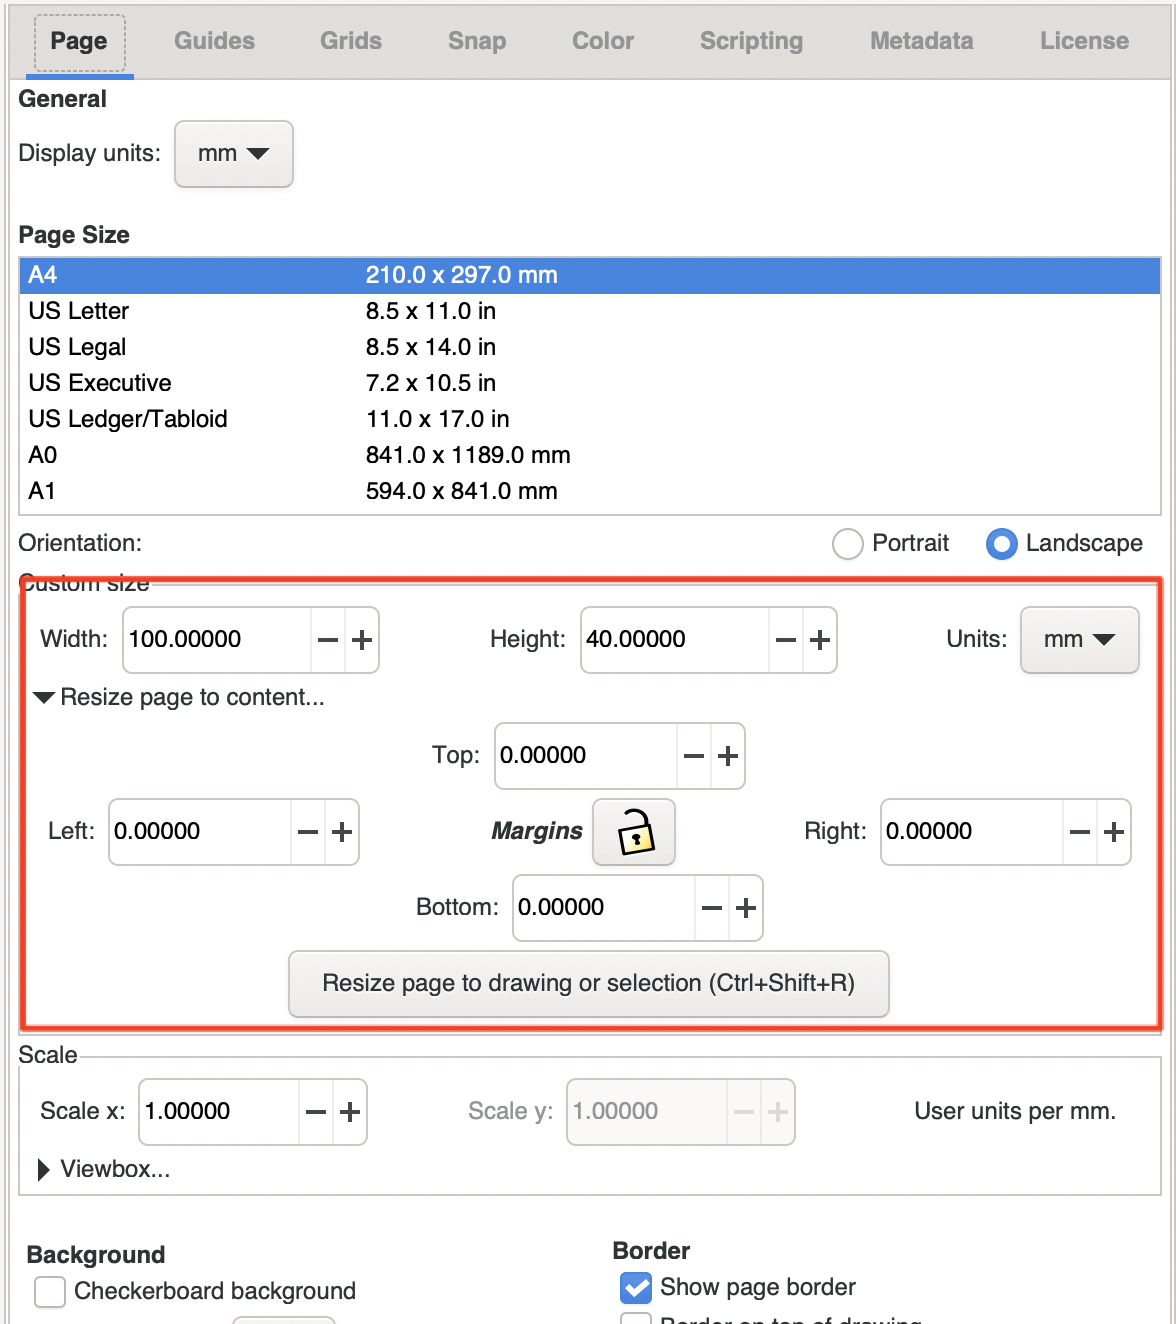 Page Guides Grids Snap Color Scripting Metadata License
General
Display units: mm
Page Size
A4 210.0 x 297.0 mm
US Letter 8.5 x 11.0 in
US Legal 8.5 x 14.0 in
US Executive 7.2 x 10.5 in
US Ledger/Tabloid 11.0 x 17.0 in
A0 841.0 x 1189.0 mm
A1 594.0 x 841.0 mm
Orientation: Portrait Landscape
Custom size
Width: 100.00000 Height: 40.00000 Units: mm
Resize page to content...
Top: 0.00000
Left: 0.00000 Margins Right: 0.00000
Bottom: 0.00000
Resize page to drawing or selection (Ctrl+Shift+R)
Scale
Scale x: 1.00000 Scale y: 1.00000 User units per mm.
Viewbox...
Background Border
Checkerboard background Show page border
Border on top of drawing